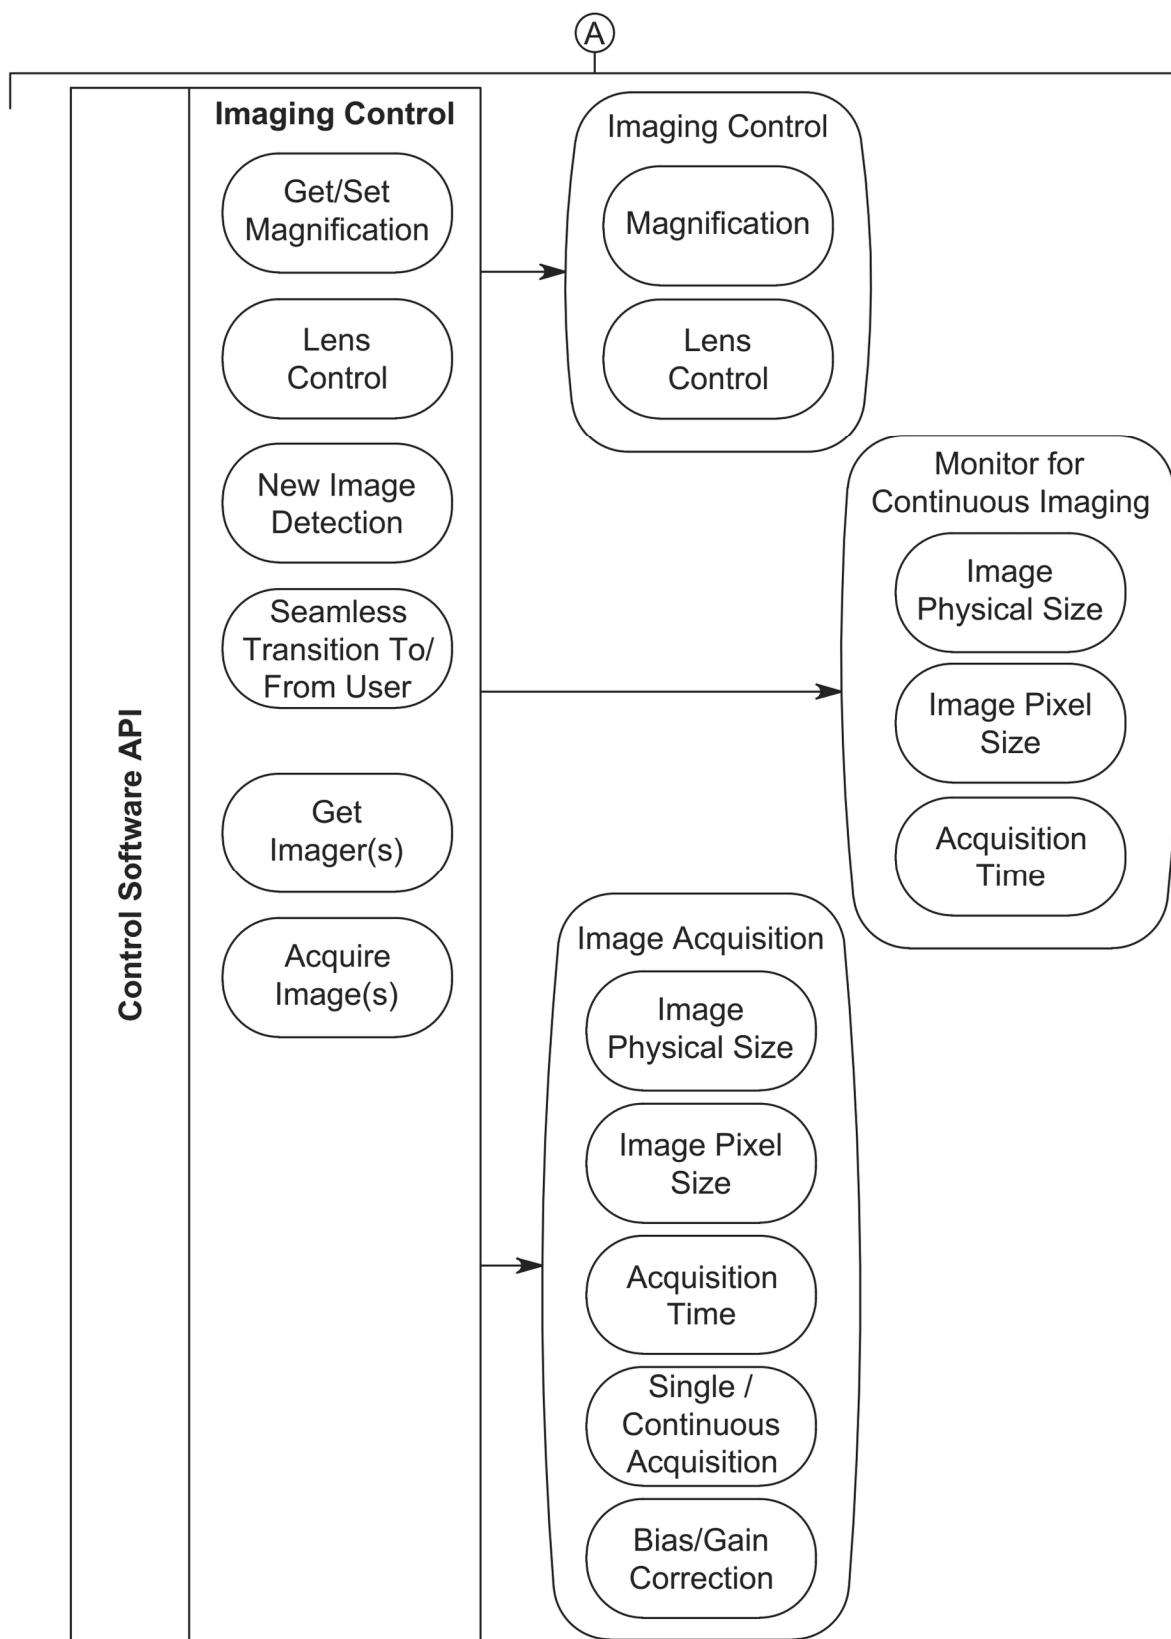 A
Control Software API
Imaging Control
Get/Set
Magnification
Lens
Control
New Image
Detection
Seamless
Transition To/
From User
Get
Imager(s)
Acquire
Image(s)
Imaging Control
Magnification
Lens
Control
Monitor for
Continuous Imaging
Image
Physical Size
Image Pixel
Size
Acquisition
Time
Image Acquisition
Image
Physical Size
Image Pixel
Size
Acquisition
Time
Single /
Continuous
Acquisition
Bias/Gain
Correction